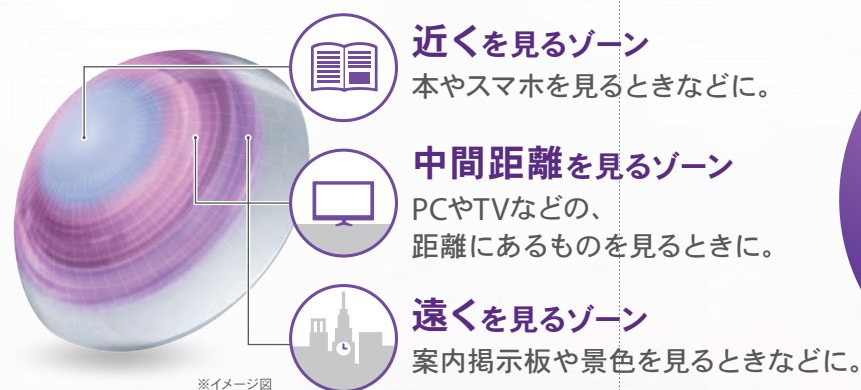 近くを見るゾーン
本やスマホを見るときなどに。
中間距離を見るゾーン
PCやTVなどの、
距離にあるものを見るときに。
遠くを見るゾーン
案内掲示板や景色を見るときなどに。
※イメージ図